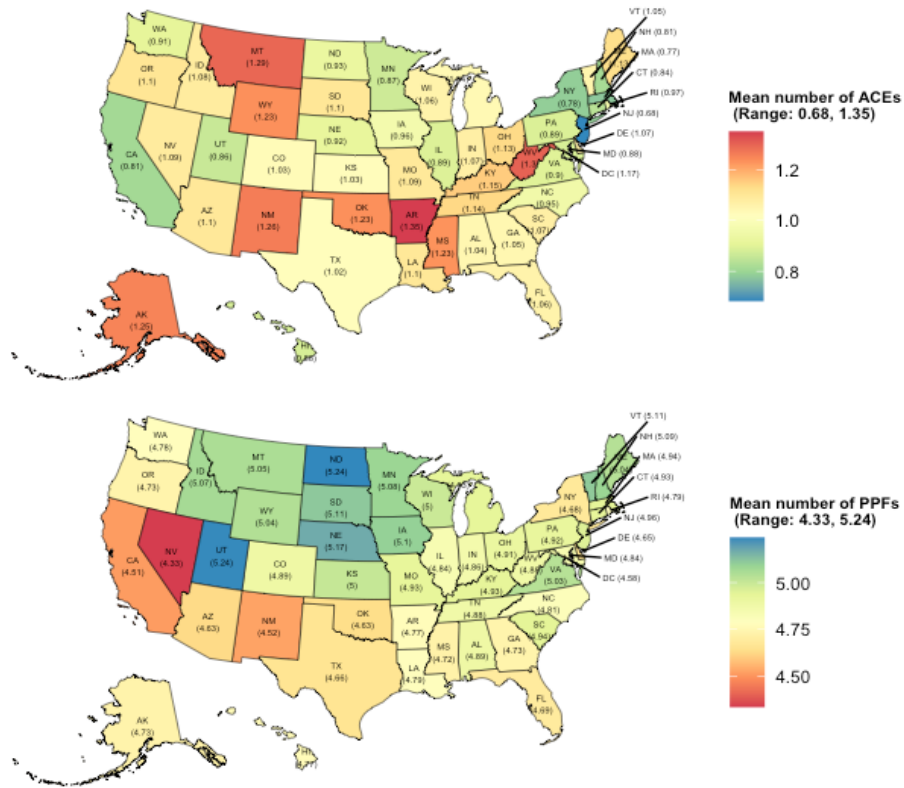 VT (1.05)
NH (0.81)
MA (0.77)
CT (0.84)
RI (0.97)
NJ (0.68)
DE (1.07)
MD (0.88)
DC (1.17)
WA
(0.91)
OR
(1.1)
ID
(1.08)
MT
(1.29)
ND
(0.93)
MN
(0.87)
WI
(1.06)
SD
(1.1)
WY
(1.23)
NE
(0.92)
IA
(0.96)
NY
(0.78)
PA
(0.89)
CA
(0.81)
NV
(1.09)
UT
(0.86)
CO
(1.03)
KS
(1.03)
MO
(1.09)
IL
(0.89)
IN
(1.07)
OH
(1.13)
WV
KY
(1.15)
VA
(0.9)
NC
(0.95)
TN
(1.14)
AZ
(1.1)
NM
(1.26)
OK
(1.23)
AR
(1.35)
MS
(1.23)
AL
(1.04)
GA
(1.05)
SC
(1.07)
TX
(1.02)
LA
(1.1)
FL
(1.06)
AK
(1.25)
HI
Mean number of ACEs
(Range: 0.68, 1.35)
1.2
1.0
0.8
VT (5.11)
NH (5.09)
MA (4.94)
CT (4.93)
RI (4.79)
NJ (4.96)
DE (4.65)
MD (4.84)
DC (4.58)
WA
(4.76)
OR
(4.73)
ID
(5.07)
MT
(5.05)
ND
(5.24)
MN
(5.08)
WI
(5)
SD
(5.11)
WY
(5.04)
NE
(5.17)
IA
(5.1)
NY
(4.68)
PA
(4.92)
CA
(4.51)
NV
(4.33)
UT
(5.24)
CO
(4.89)
KS
(5)
MO
(4.93)
IL
(4.84)
IN
(4.86)
OH
(4.91)
WV
KY
(4.93)
VA
(5.03)
NC
(4.81)
TN
(4.88)
AZ
(4.63)
NM
(4.52)
OK
(4.63)
AR
(4.77)
MS
(4.72)
AL
(4.89)
GA
(4.73)
SC
(4.94)
TX
(4.66)
LA
(4.79)
FL
(4.69)
AK
(4.73)
HI
Mean number of PPFs
(Range: 4.33, 5.24)
5.00
4.75
4.50